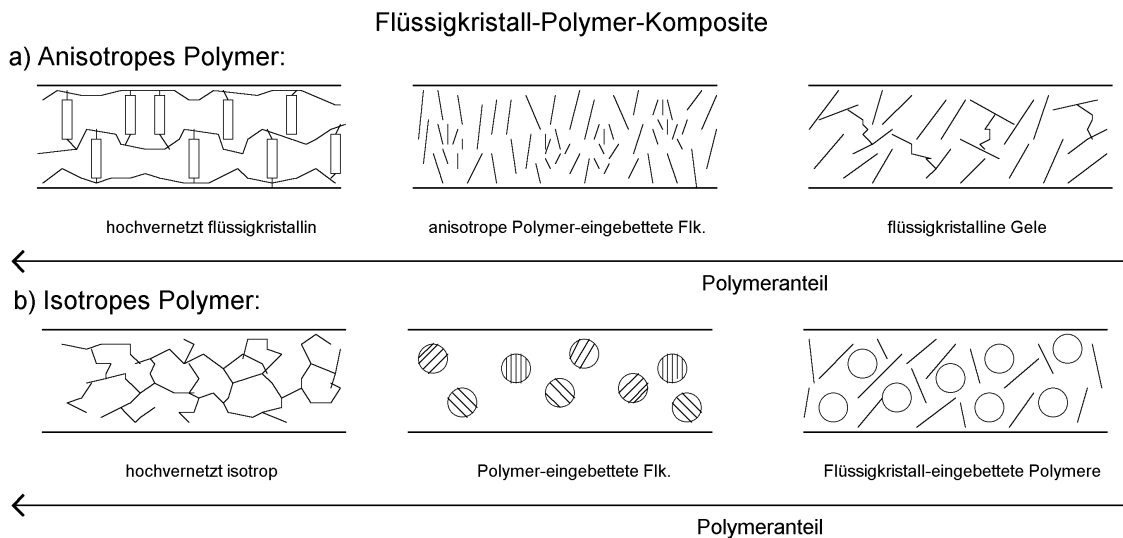 Flüssigkristall-Polymer-Komposite
a) Anisotropes Polymer:
hochvernetzt flüssigkristallin
anisotrope Polymer-eingebettete Flk.
flüssigkristalline Gele
Polymeranteil
b) Isotropes Polymer:
hochvernetzt isotrop
Polymer-eingebettete Flk.
Flüssigkristall-eingebettete Polymere
Polymeranteil